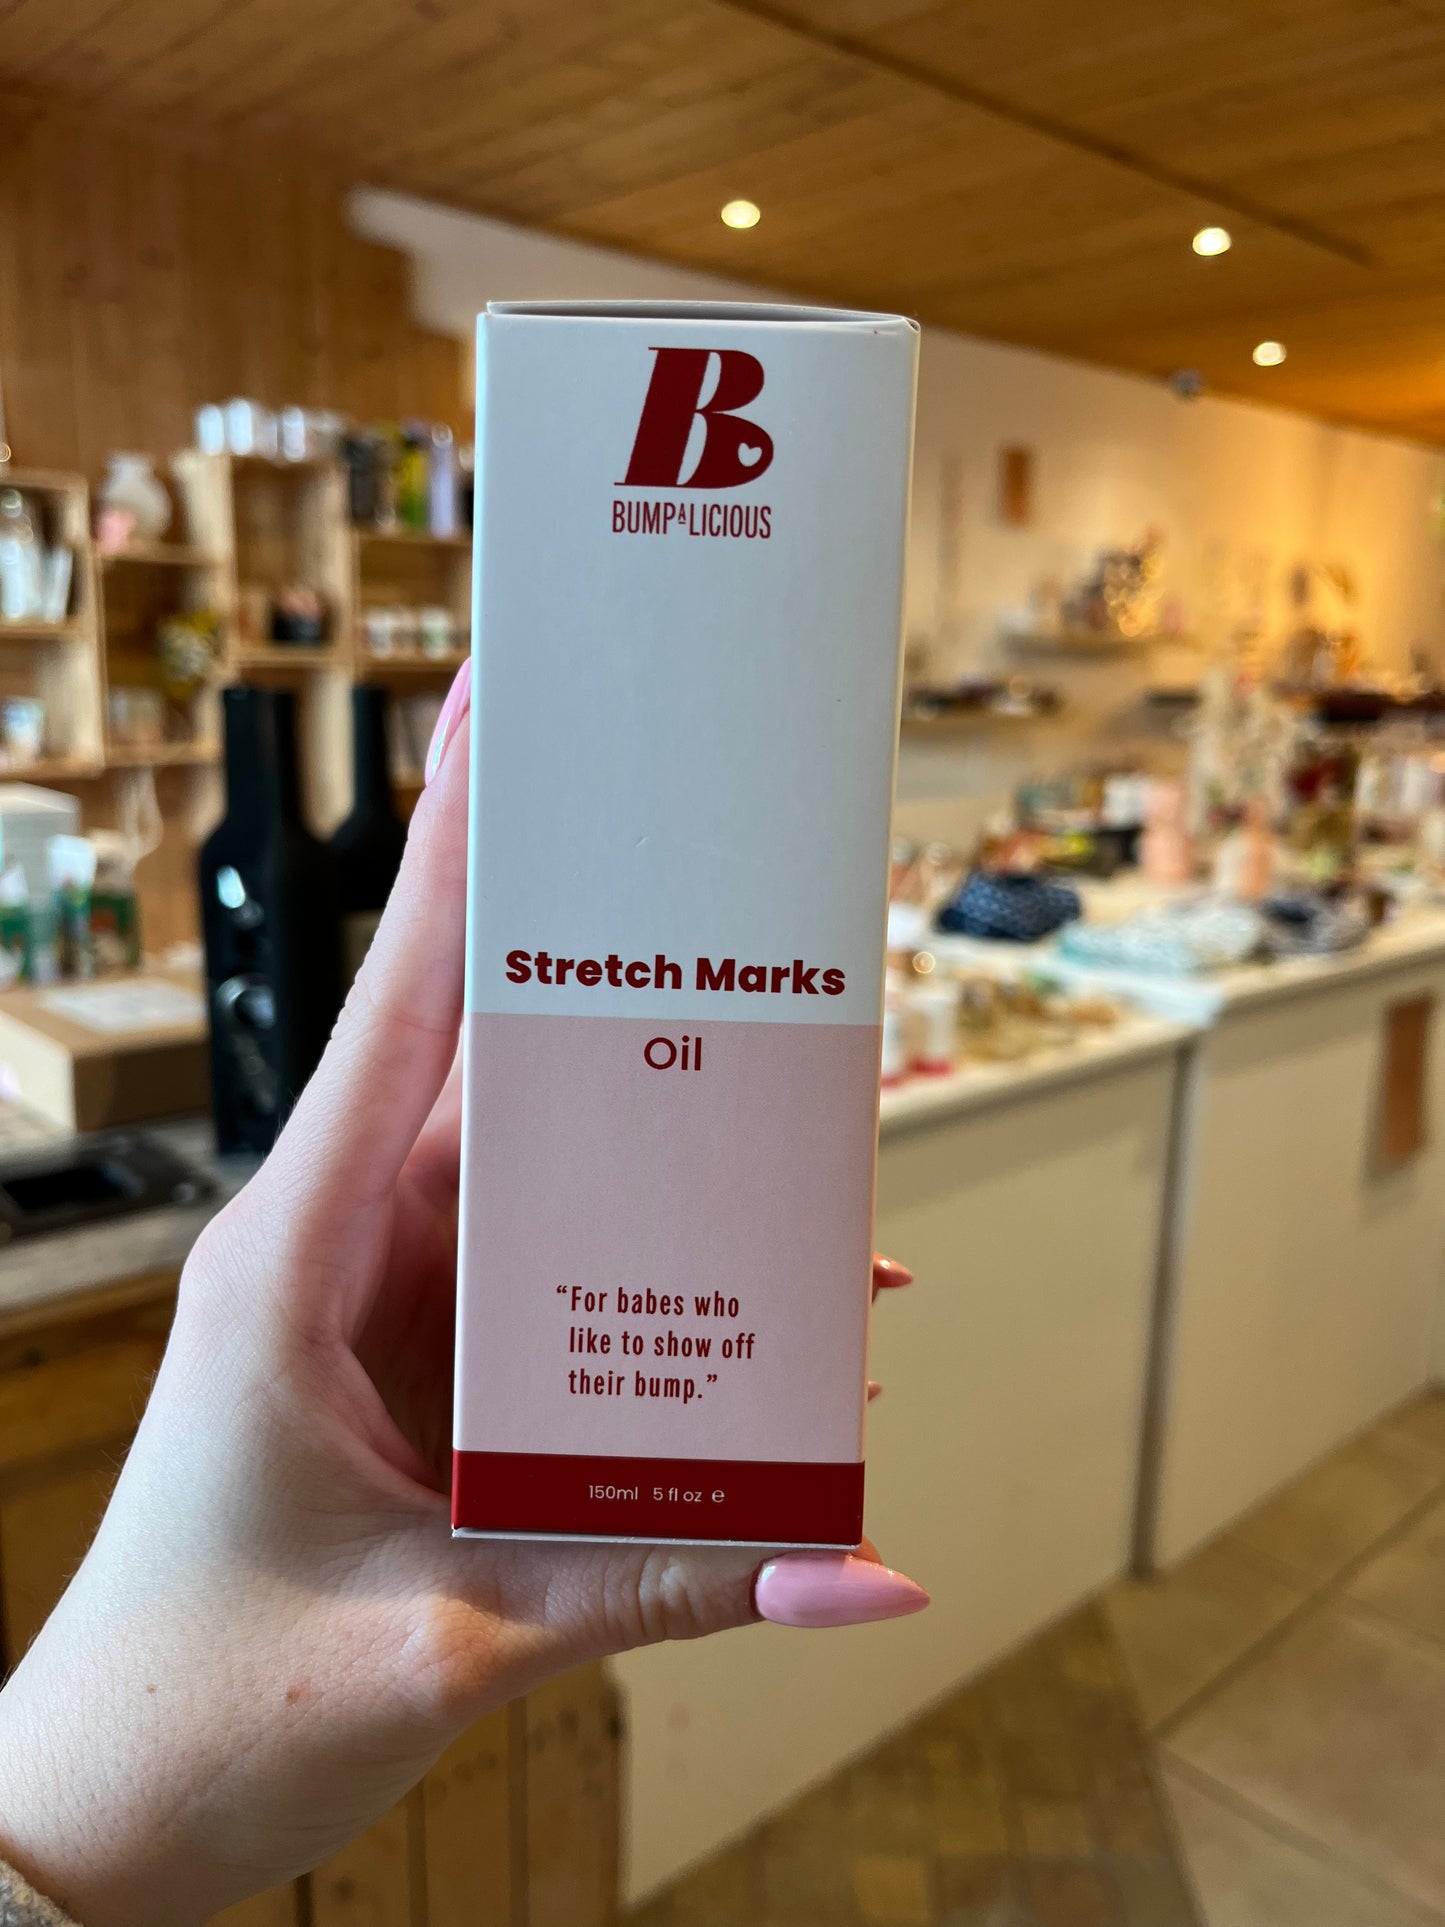 B
BUMPALICIOUS
Stretch Marks
Oil
“For babes who
like to show off
their bump.”
150ml 5 fl oz ℮